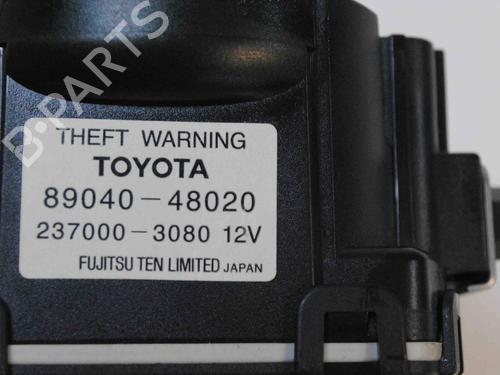 B-PARTS
THEFT WARNING
TOYOTA
89040-48020
237000-3080 12V
FUJITSU TEN LIMITED JAPAN